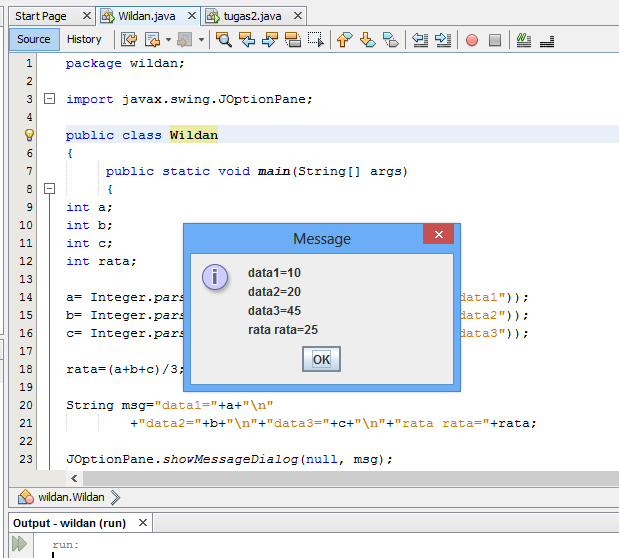 Start Page
Wildan.java
tugas2.java
Source History
1 package wildan;
2
3 import javax.swing.JOptionPane;
4
5 public class Wildan
6 {
7 public static void main(String[] args)
8 {
9 int a;
10 int b;
11 int c;
12 int rata;
13
14 a= Integer.pars data1"));
15 b= Integer.pars data2"));
16 c= Integer.pars data3"));
17
18 rata=(a+b+c)/3;
19
20 String msg="data1="+a+"\n"
21 +"data2="+b+"\n"+"data3="+c+"\n"+"rata rata="+rata;
22
23 JOptionPane.showMessageDialog(null, msg);
Message
data1=10
data2=20
data3=45
rata rata=25
OK
wildan.Wildan
Output - wildan (run)
run: